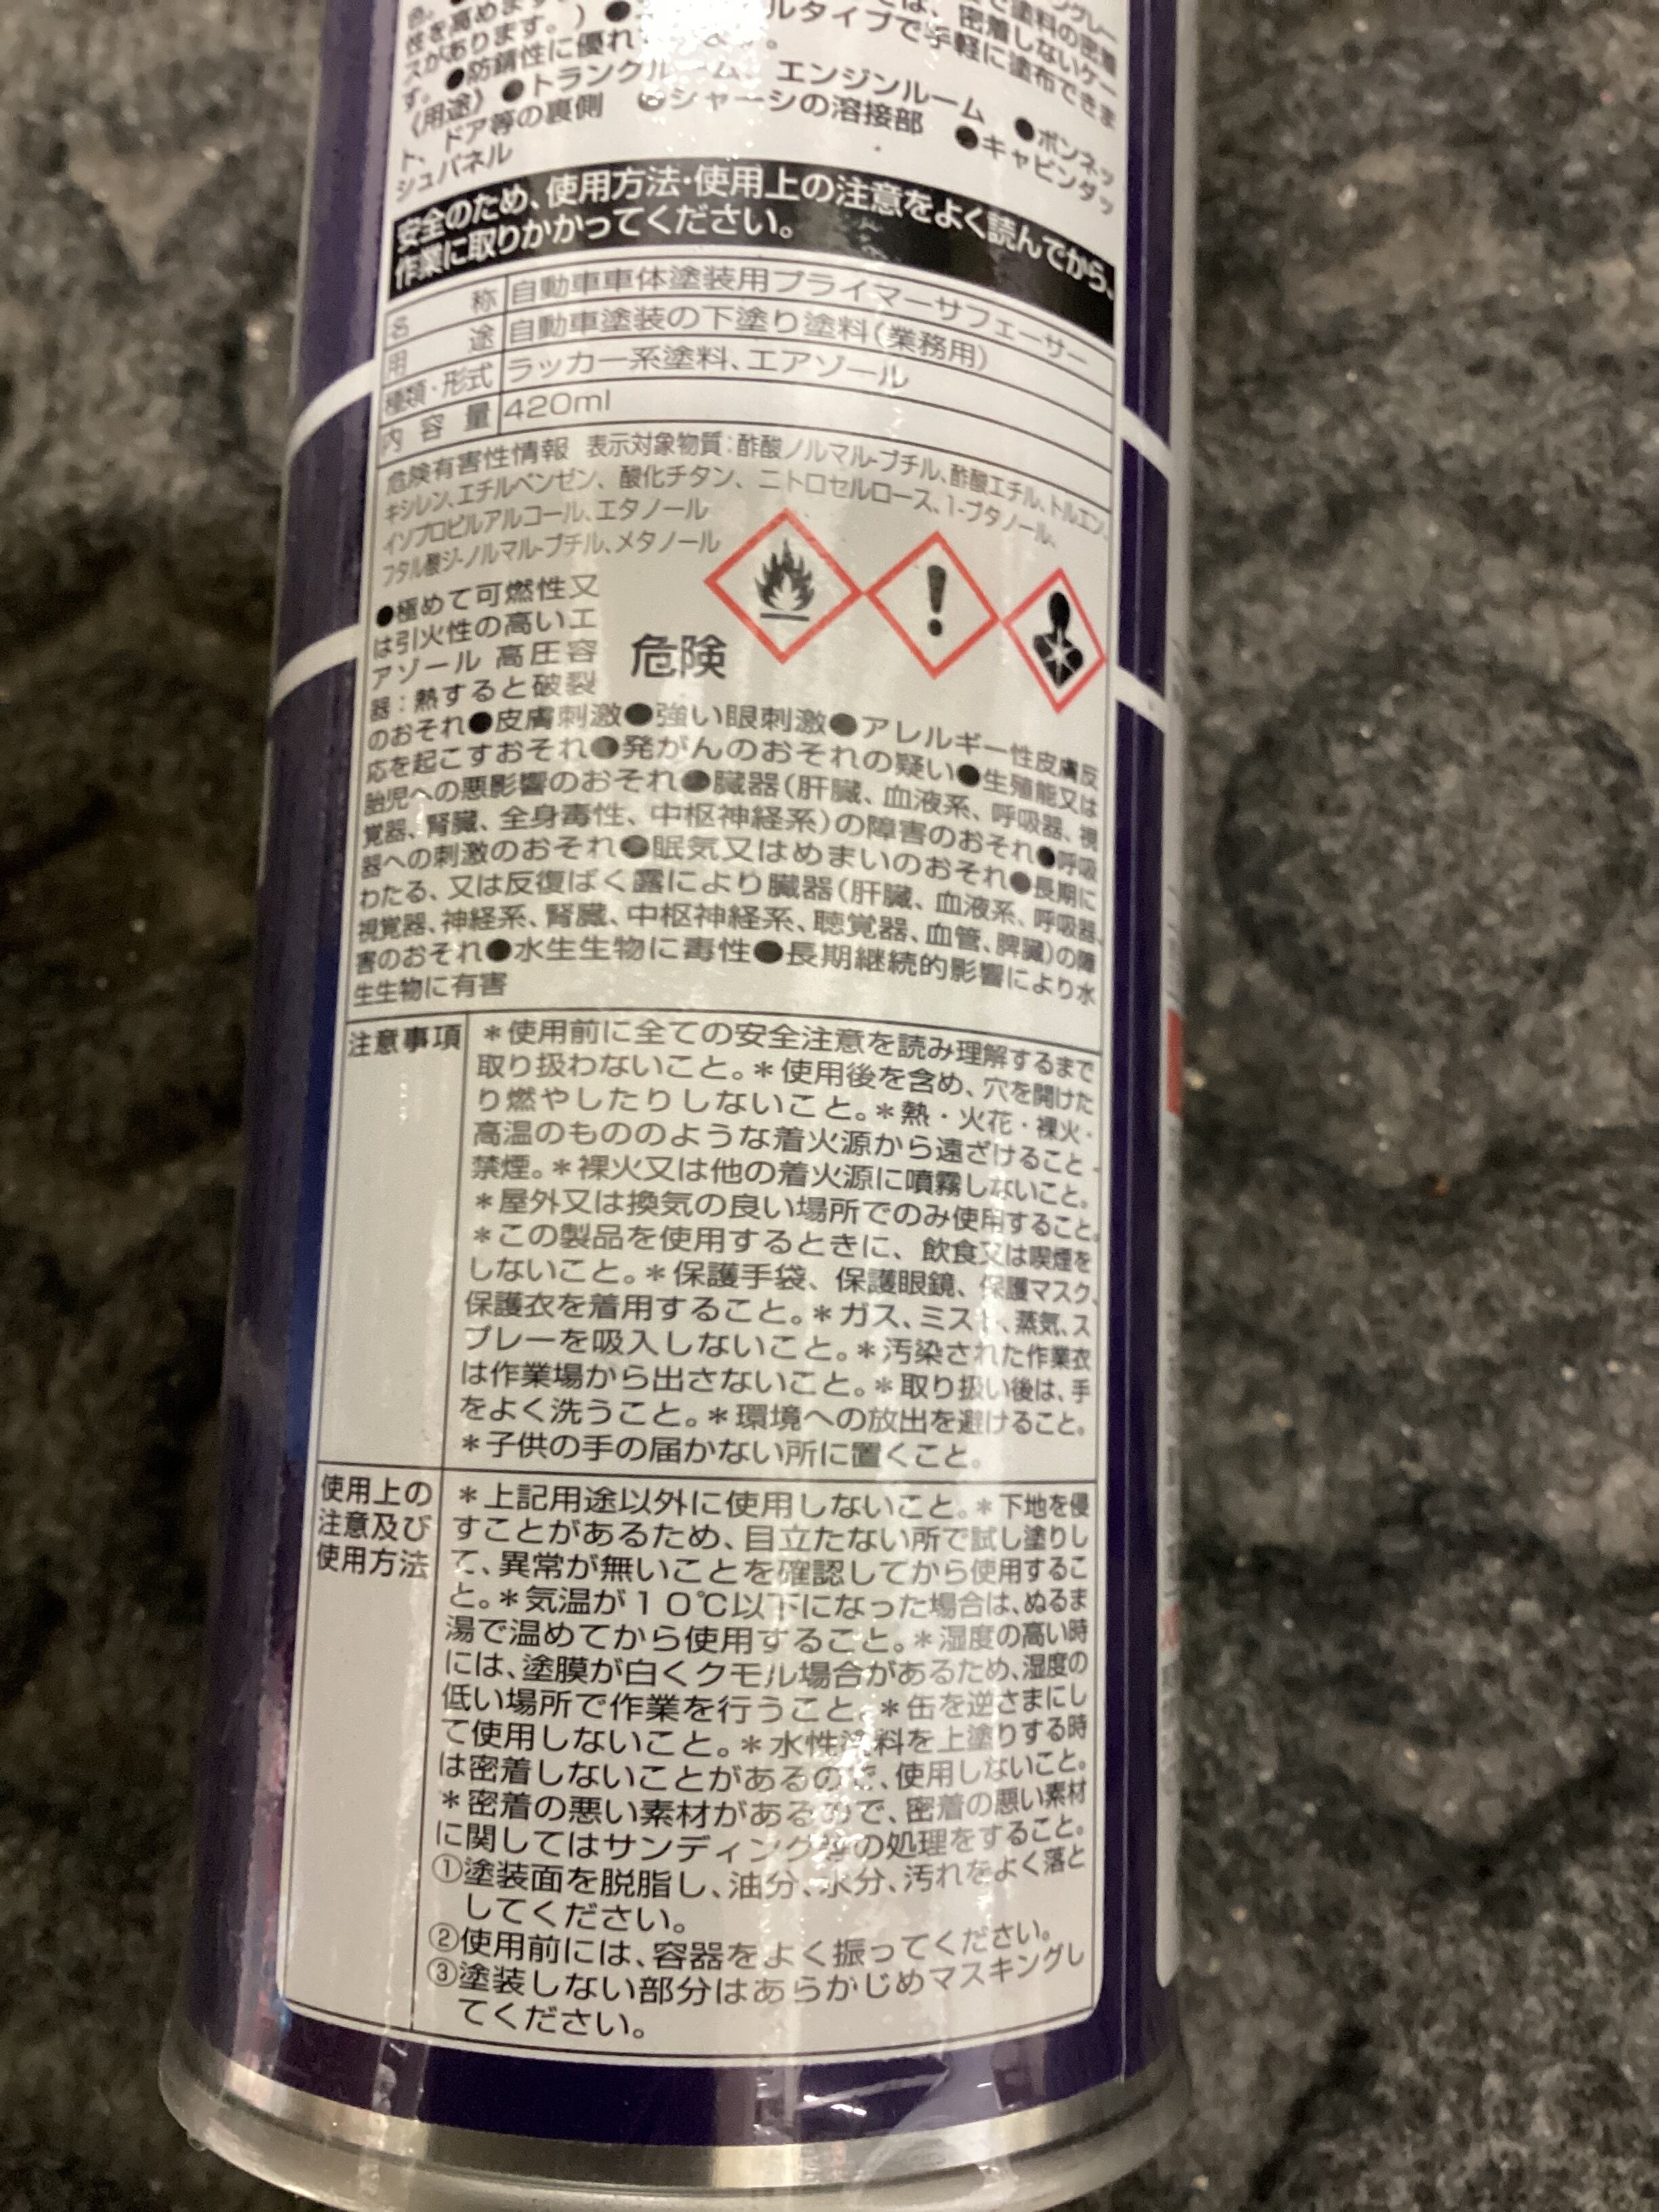 性を高めます。
塗料の密着
スがあります。)
は、密着しないケー
す。●防錆性に優れ
ルタイプで手軽に塗布できま
〈用途〉●トランクルーム、エンジンルーム ●ボンネッ
ト、ドア等の裏側 ●シャーシの溶接部 ●キャビンダッ
シュパネル
安全のため、使用方法・使用上の注意をよく読んでから、
作業に取りかかってください。
名称 自動車車体塗装用プライマーサフェーサー
用途 自動車塗装の下塗り塗料(業務用)
種類・形式 ラッカー系塗料、エアゾール
内容量 420ml
危険有害性情報 表示対象物質:酢酸ノルマル-ブチル、酢酸エチル、トルエン、
キシレン、エチルベンゼン、酸化チタン、ニトロセルロース、1-ブタノール、
イソプロピルアルコール、エタノール
フタル酸ジ-ノルマル-ブチル、メタノール
●極めて可燃性又
は引火性の高いエ
アゾール 高圧容
器:熱すると破裂
危険
のおそれ●皮膚刺激●強い眼刺激●アレルギー性皮膚反
応を起こすおそれ●発がんのおそれの疑い●生殖能又は
胎児への悪影響のおそれ●臓器(肝臓、血液系、呼吸器、視
覚器、腎臓、全身毒性、中枢神経系)の障害のおそれ●呼吸
器への刺激のおそれ●眠気又はめまいのおそれ●長期に
わたる、又は反復ばく露により臓器(肝臓、血液系、呼吸器、
視覚器、神経系、腎臓、中枢神経系、聴覚器、血管、脾臓)の障
害のおそれ●水生生物に毒性●長期継続的影響により水
生生物に有害
注意事項
＊使用前に全ての安全注意を読み理解するまで
取り扱わないこと。＊使用後を含め、穴を開けた
り燃やしたりしないこと。＊熱・火花・裸火・
高温のもののような着火源から遠ざけること・
禁煙。＊裸火又は他の着火源に噴霧しないこと。
＊屋外又は換気の良い場所でのみ使用すること。
＊この製品を使用するときに、飲食又は喫煙を
しないこと。＊保護手袋、保護眼鏡、保護マスク、
保護衣を着用すること。＊ガス、ミスト、蒸気、ス
プレーを吸入しないこと。＊汚染された作業衣
は作業場から出さないこと。＊取り扱い後は、手
をよく洗うこと。＊環境への放出を避けること。
＊子供の手の届かない所に置くこと。
使用上の
注意及び
使用方法
＊上記用途以外に使用しないこと。＊下地を侵
すことがあるため、目立たない所で試し塗りし
て、異常が無いことを確認してから使用するこ
と。＊気温が10℃以下になった場合は、ぬるま
湯で温めてから使用すること。＊湿度の高い時
には、塗膜が白くクモル場合があるため、湿度の
低い場所で作業を行うこと。＊缶を逆さまにし
て使用しないこと。＊水性塗料を上塗りする時
は密着しないことがあるので、使用しないこと。
＊密着の悪い素材があるので、密着の悪い素材
に関してはサンディング等の処理をすること。
①塗装面を脱脂し、油分、水分、汚れをよく落と
してください。
②使用前には、容器をよく振ってください。
③塗装しない部分はあらかじめマスキングし
てください。